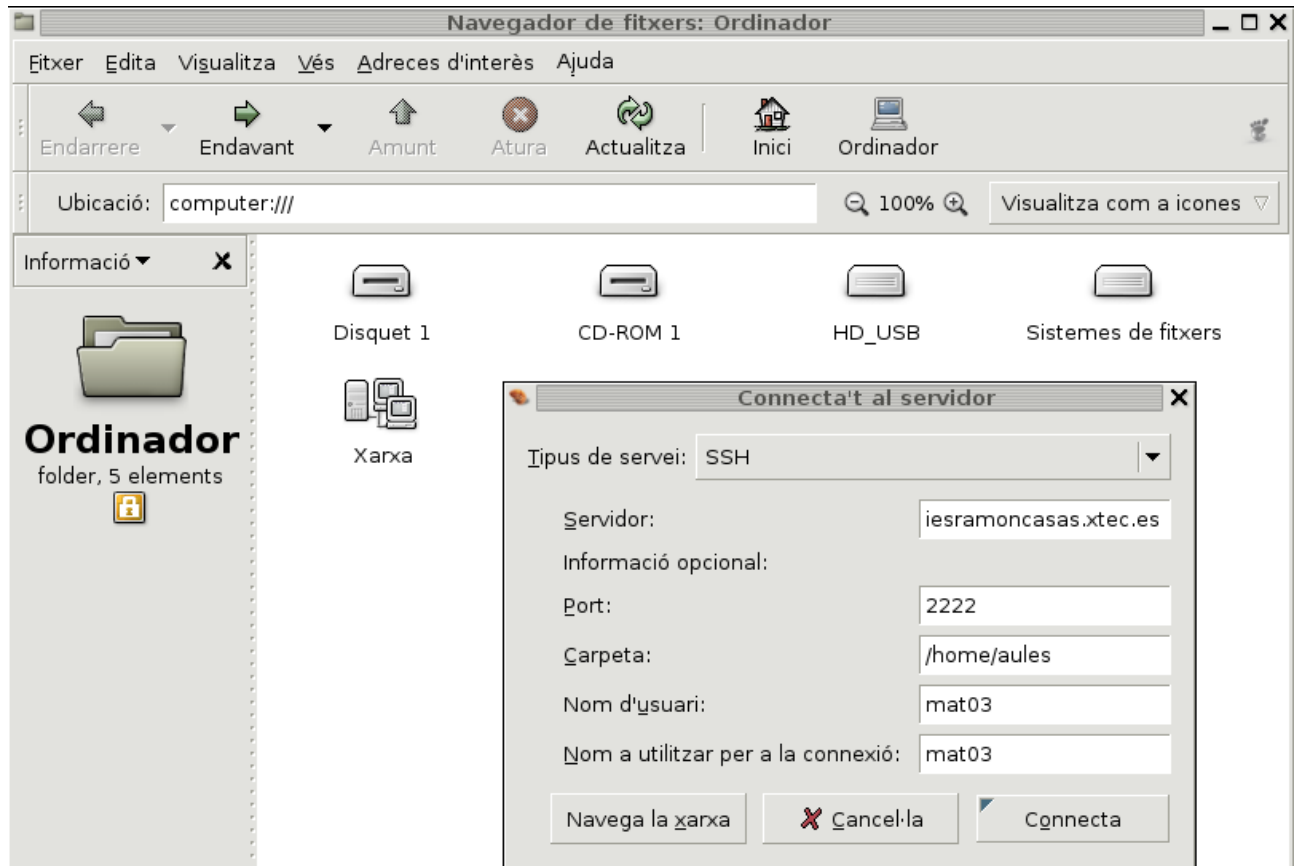 Navegador de fitxers: Ordinador
Fitxer Edita Visualitza Vés Adreces d'interès Ajuda
Endarrere Endavant Amunt Atura Actualitza Inici Ordinador
Ubicació: computer:/// 100% Visualitza com a icones
Informació
Disquet 1 CD-ROM 1 HD_USB Sistemes de fitxers
Ordinador
folder, 5 elements
Xarxa
Connecta't al servidor
Tipus de servei: SSH
Servidor: iesramoncasas.xtec.es
Informació opcional:
Port: 2222
Carpeta: /home/aules
Nom d'usuari: mat03
Nom a utilitzar per a la connexió: mat03
Navega la xarxa Cancel·la Connecta